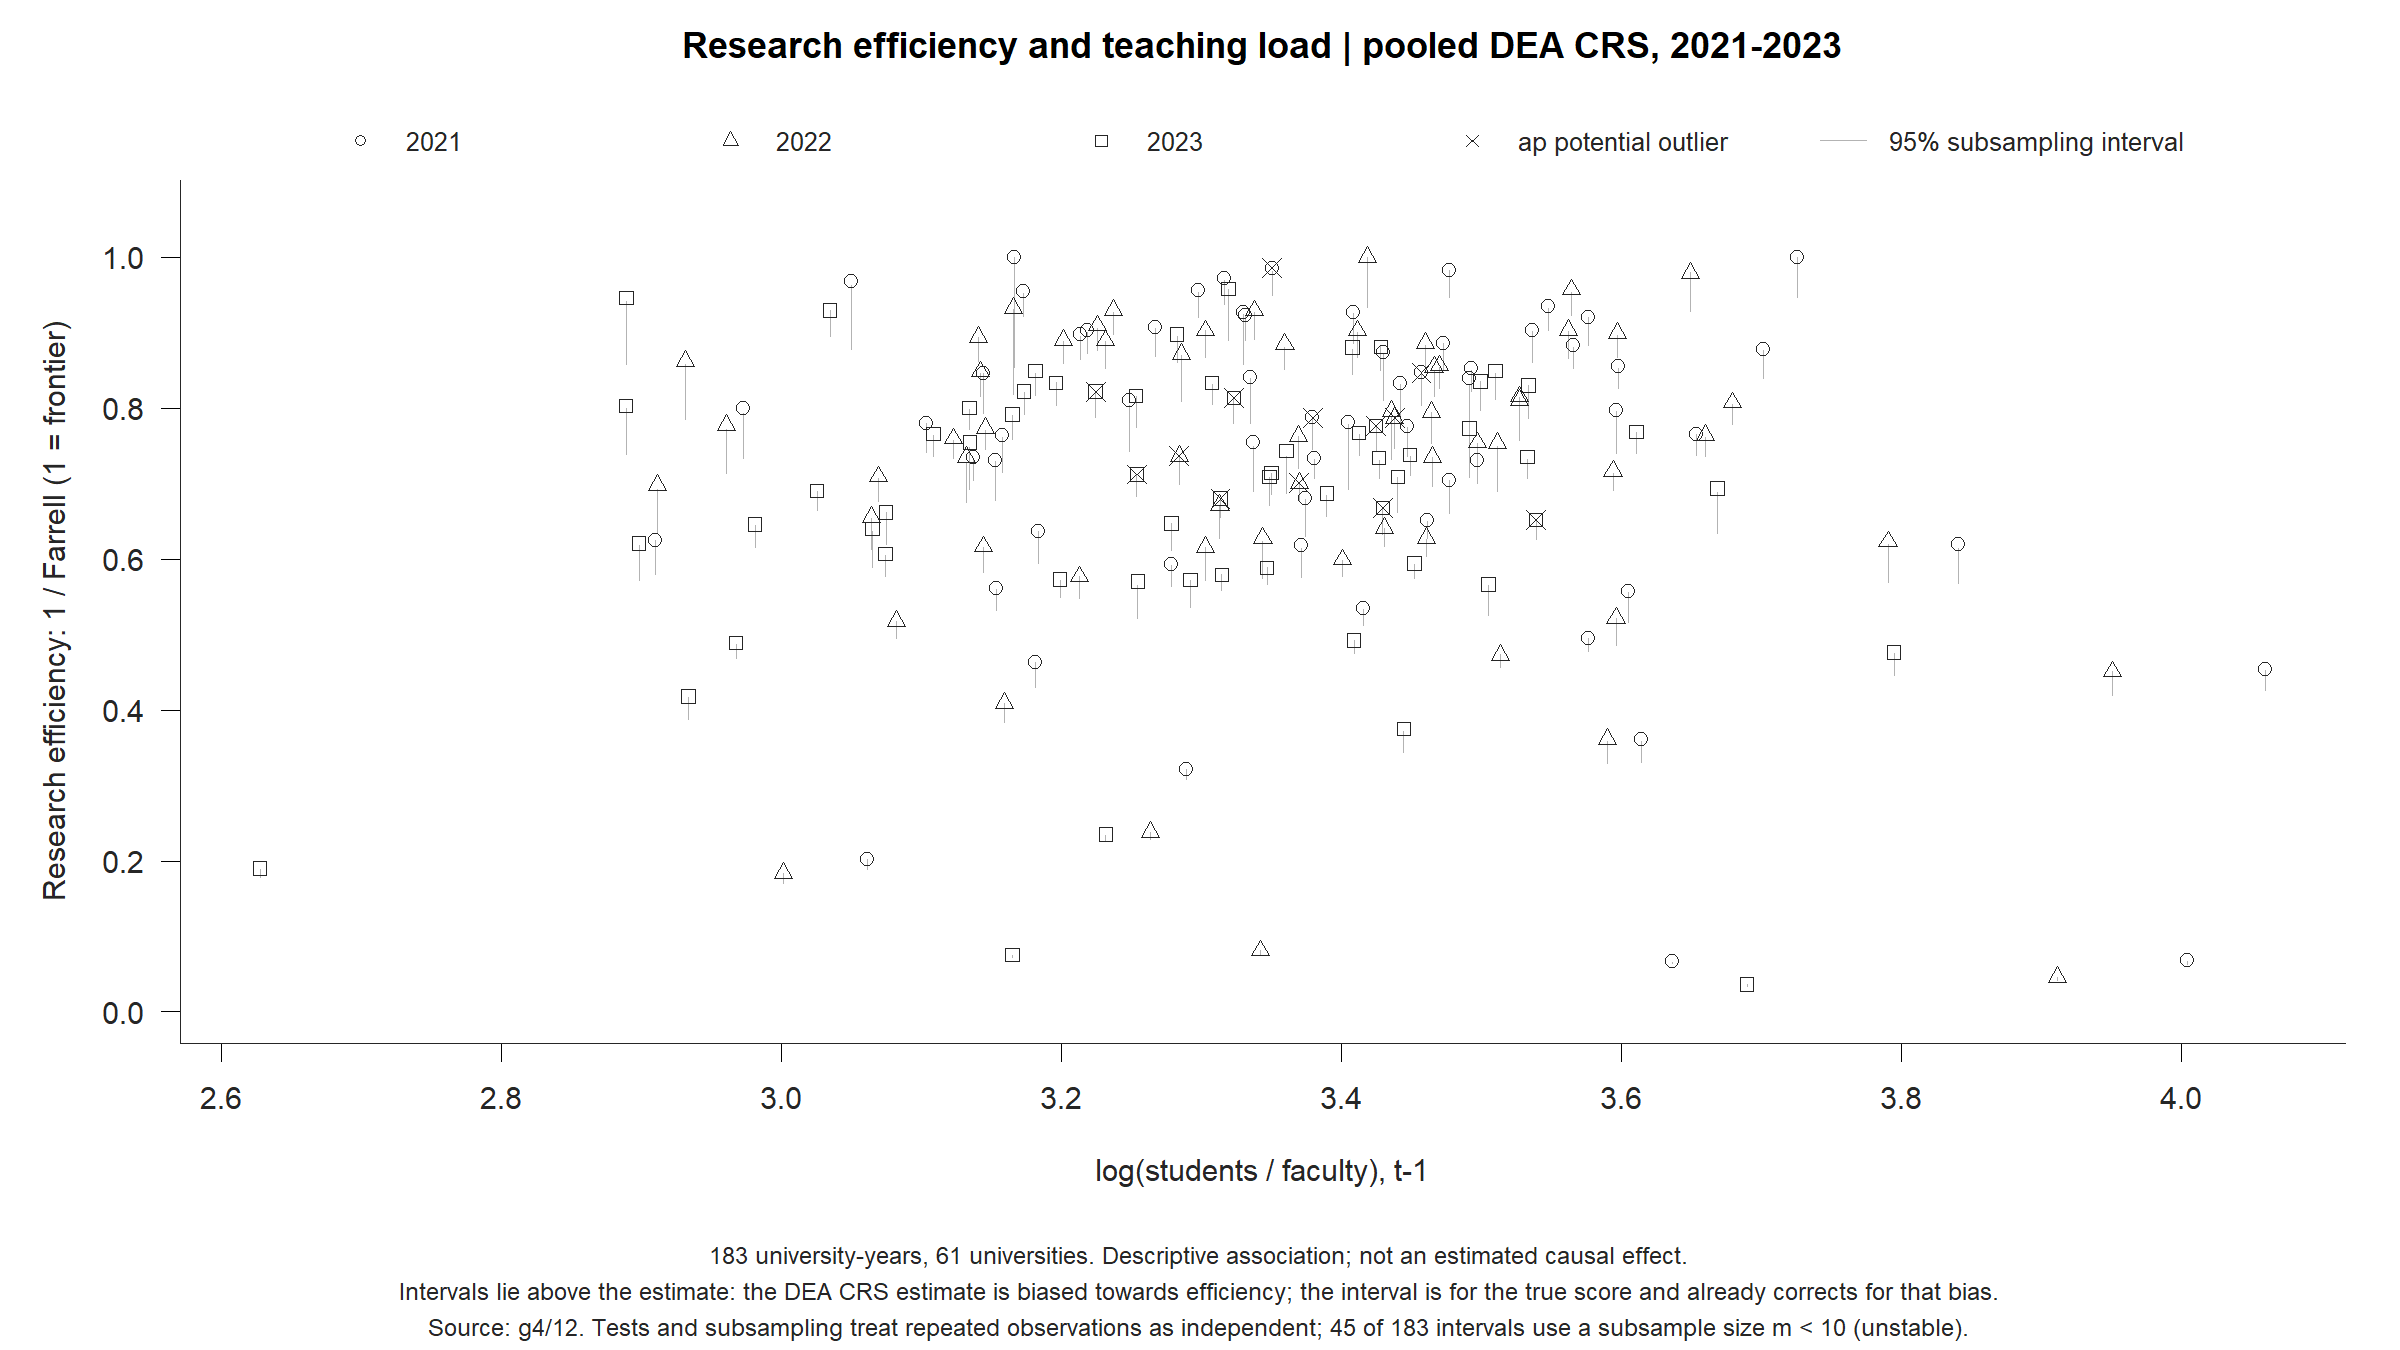 Research efficiency and teaching load | pooled DEA CRS, 2021-2023
2021
2022
2023
ap potential outlier
95% subsampling interval
Research efficiency: 1 / Farrell (1 = frontier)
1.0
0.8
0.6
0.4
0.2
0.0
2.6
2.8
3.0
3.2
3.4
3.6
3.8
4.0
log(students / faculty), t-1
183 university-years, 61 universities. Descriptive association; not an estimated causal effect.
Intervals lie above the estimate: the DEA CRS estimate is biased towards efficiency; the interval is for the true score and already corrects for that bias.
Source: g4/12. Tests and subsampling treat repeated observations as independent; 45 of 183 intervals use a subsample size m < 10 (unstable).